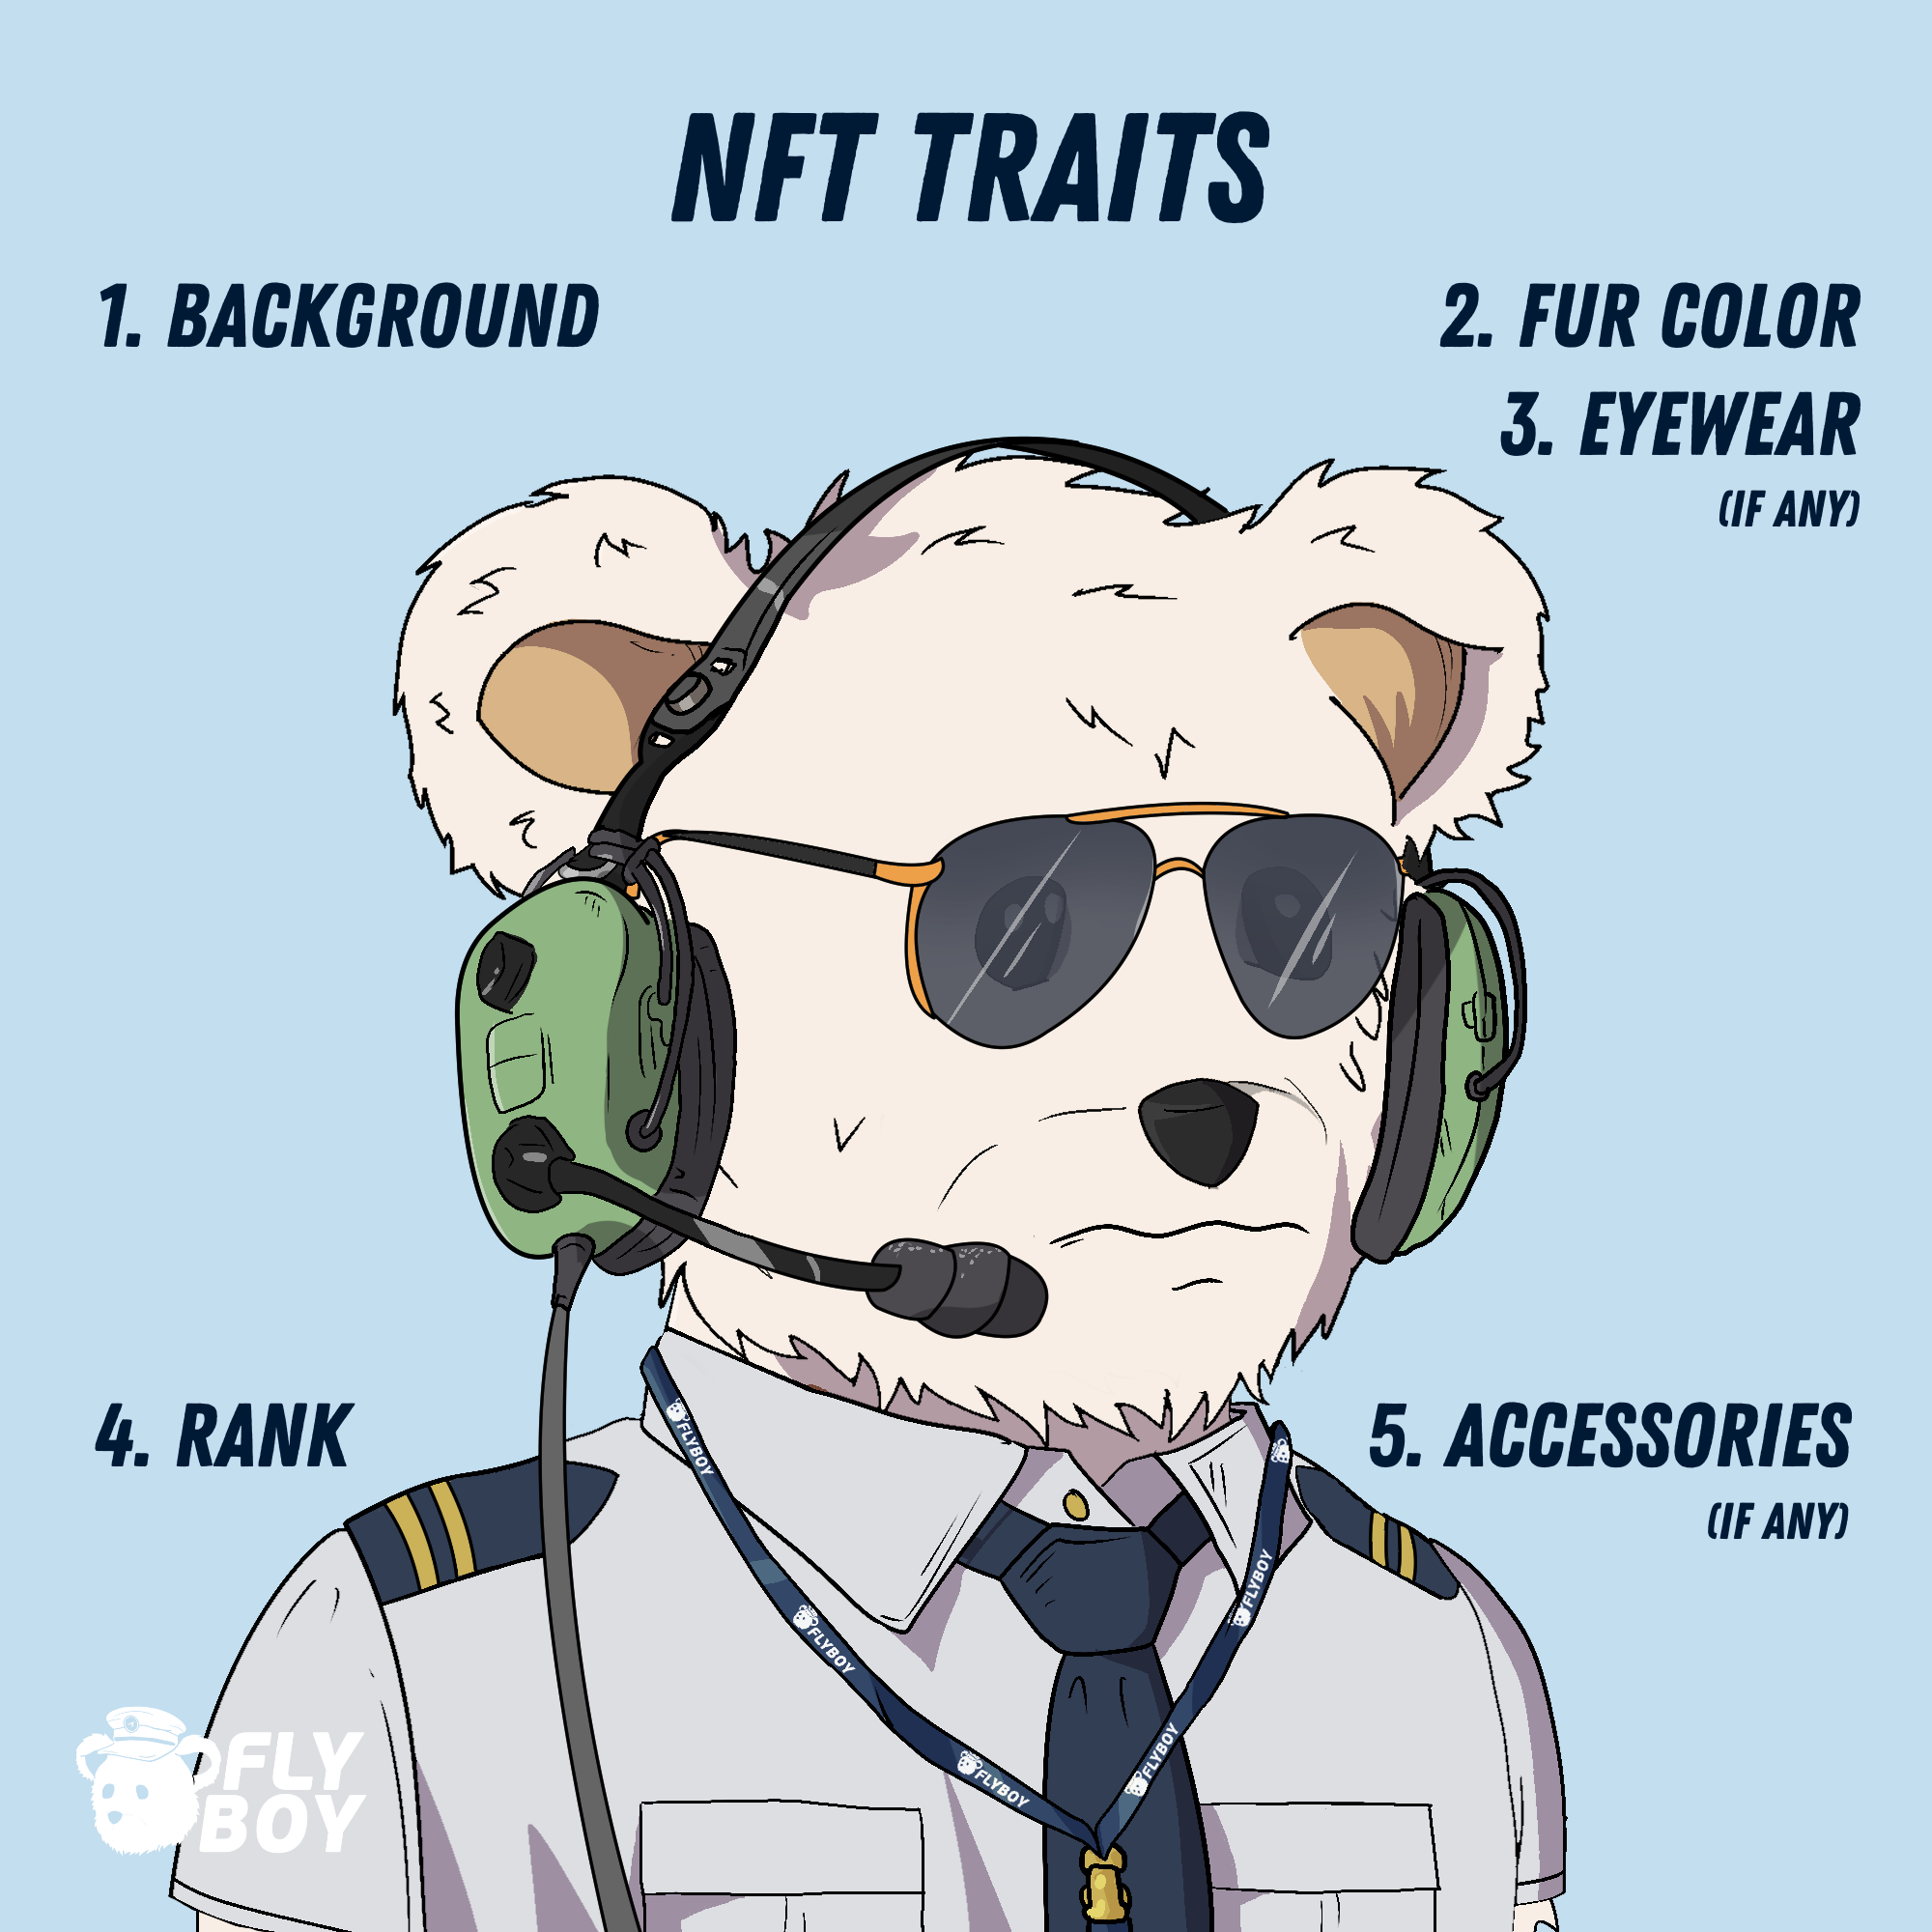 NFT TRAITS
1. BACKGROUND
2. FUR COLOR
3. EYEWEAR
(IF ANY)
4. RANK
5. ACCESSORIES
(IF ANY)
FLYBOY
FLYBOY
FLYBOY
FLYBOY
FLYBOY
FLY
BOY